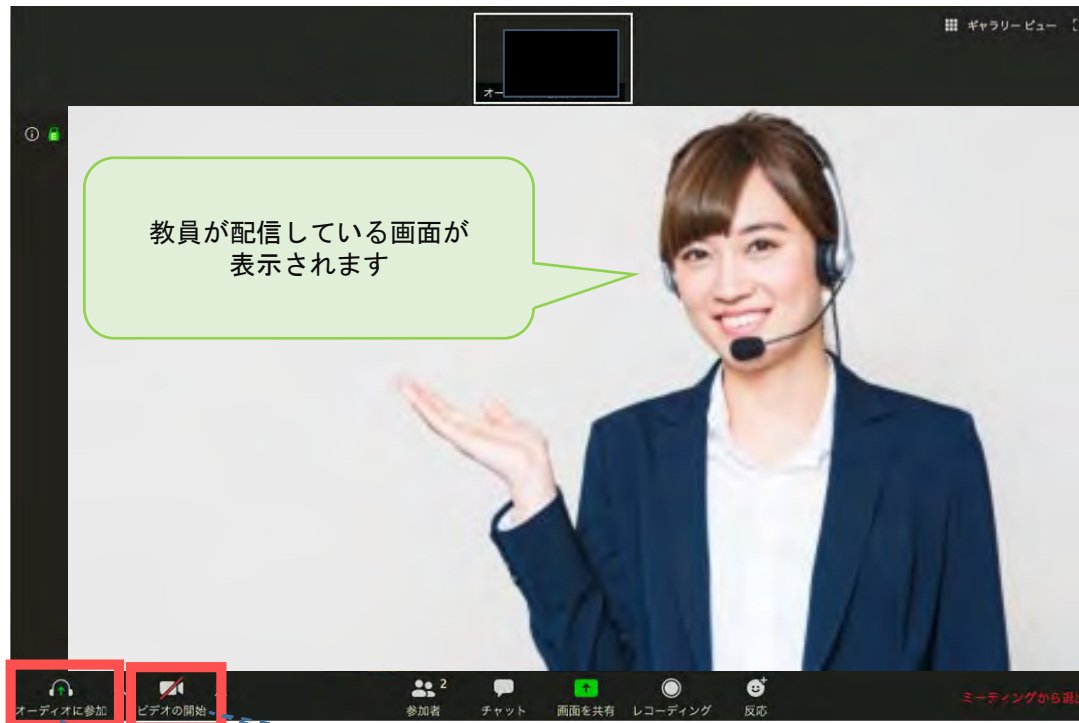 ギャラリービュー
オー
教員が配信している画面が
表示されます
オーディオに参加
ビデオの開始
2
参加者
チャット
画面を共有
レコーディング
反応
ミーティングから退出